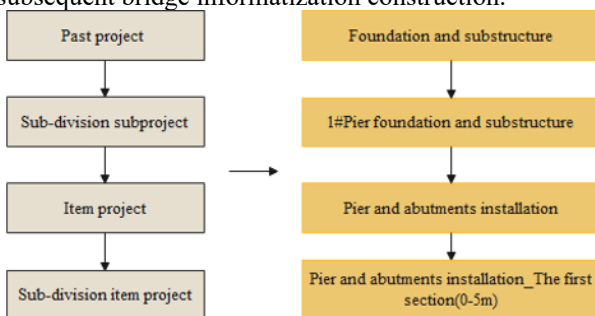 subsequent bridge informatization construction.
Past project
Foundation and substructure
Sub-division subproject
1#Pier foundation and substructure
Item project
Pier and abutments installation
Sub-division item project
Pier and abutments installation_The first
section(0-5m)